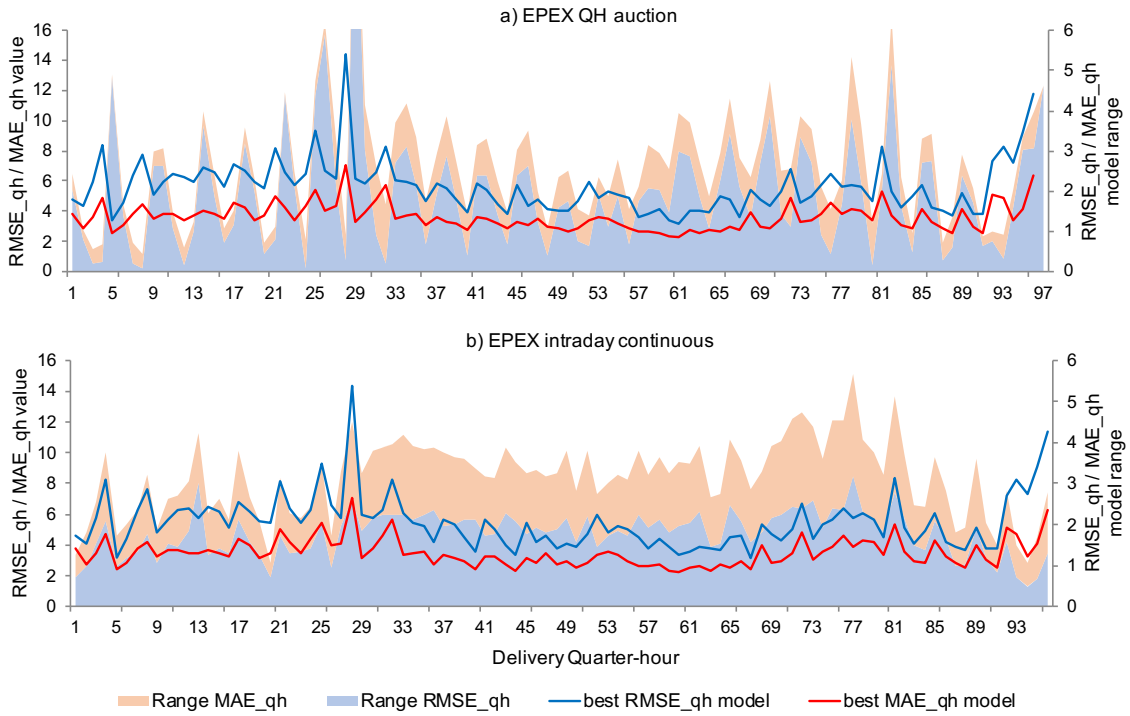 a) EPEX QH auction
RMSE_qh / MAE_qh value
16
14
12
10
8
6
4
2
0
6
5
4
3
2
1
0
RMSE_qh / MAE_qh
model range
1 5 9 13 17 21 25 29 33 37 41 45 49 53 57 61 65 69 73 77 81 85 89 93 97
b) EPEX intraday continuous
RMSE_qh / MAE_qh value
16
14
12
10
8
6
4
2
0
6
5
4
3
2
1
0
RMSE_qh / MAE_qh
model range
1 5 9 13 17 21 25 29 33 37 41 45 49 53 57 61 65 69 73 77 81 85 89 93
Delivery Quarter-hour
Range MAE_qh Range RMSE_qh best RMSE_qh model best MAE_qh model